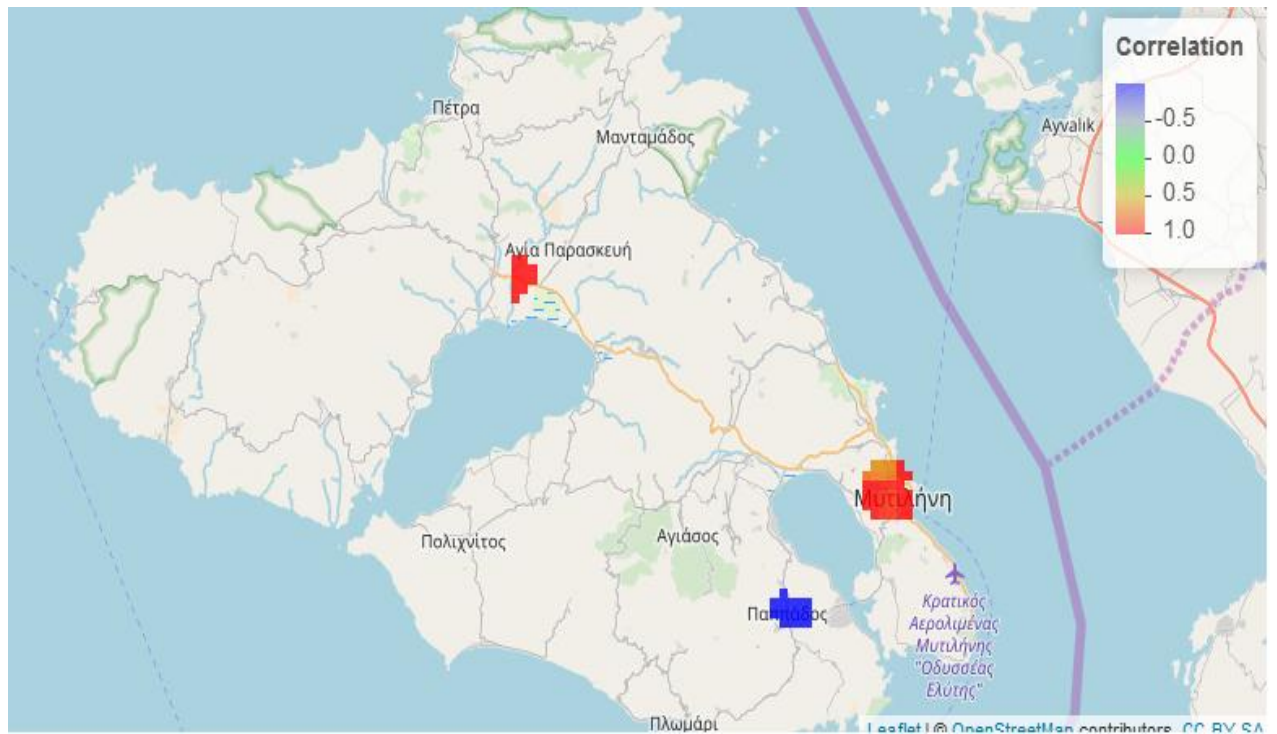 Correlation
-0.5
0.0
0.5
1.0
Πέτρα
Μανταμάδος
Ayvalık
Αγία Παρασκευή
Μυτιλήνη
Πολιχνίτος
Αγιάσος
Παππάδος
Κρατικός
Αερολιμένας
Μυτιλήνης
"Οδυσσέας
Ελύτης"
Πλωμάρι
Leaflet | © OpenStreetMap contributors, CC-BY-SA